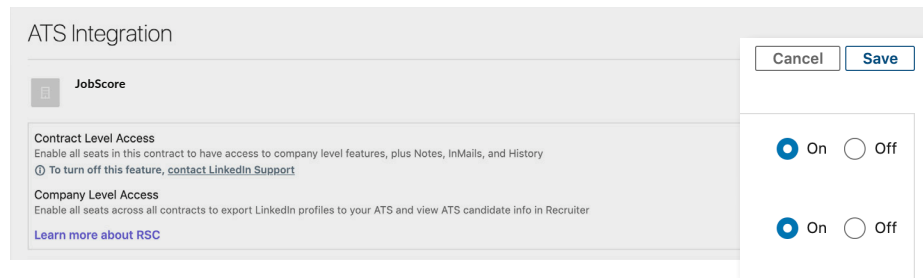 ATS Integration
Cancel Save
JobScore
Contract Level Access
Enable all seats in this contract to have access to company level features, plus Notes, InMails, and History
On Off
To turn off this feature, contact LinkedIn Support
Company Level Access
Enable all seats across all contracts to export LinkedIn profiles to your ATS and view ATS candidate info in Recruiter
On Off
Learn more about RSC